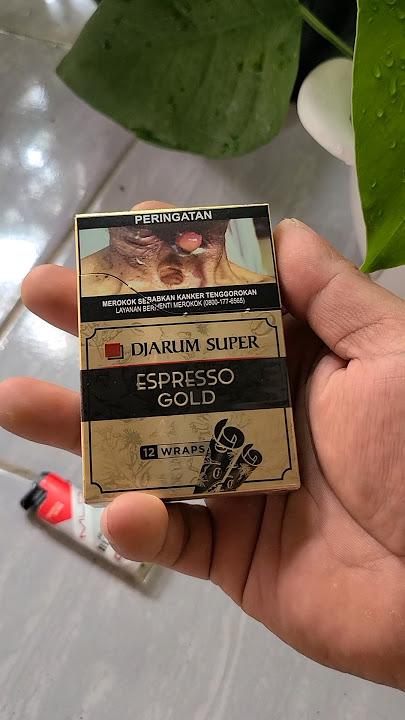 PERINGATAN
MEROKOK SEBABKAN KANKER TENGGOROKAN
LAYANAN BERHENTI MEROKOK (0800-177-6565)
DJARUM SUPER
ESPRESSO
GOLD
12 WRAPS